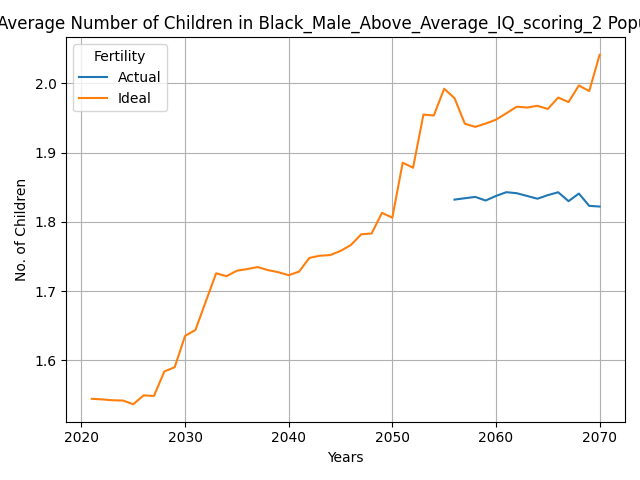 Average Number of Children in Black_Male_Above_Average_IQ_scoring_2 Popu
Fertility
Actual
Ideal
2.0
1.9
1.8
1.7
1.6
No. of Children
2020 2030 2040 2050 2060 2070
Years